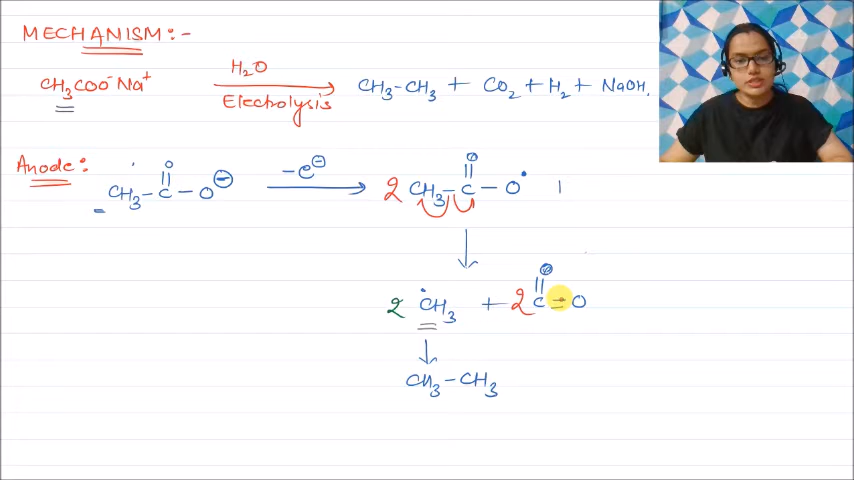 MECHANISM:-
CH3COO⁻Na⁺ H2O Electrolysis CH3-CH3 + CO2 + H2 + NaOH.
Anode: CH3-C(=O)-O⊖ -e⊖ 2 CH3-C(=O)-O•
2 •CH3 + 2 O=C=O
CH3-CH3